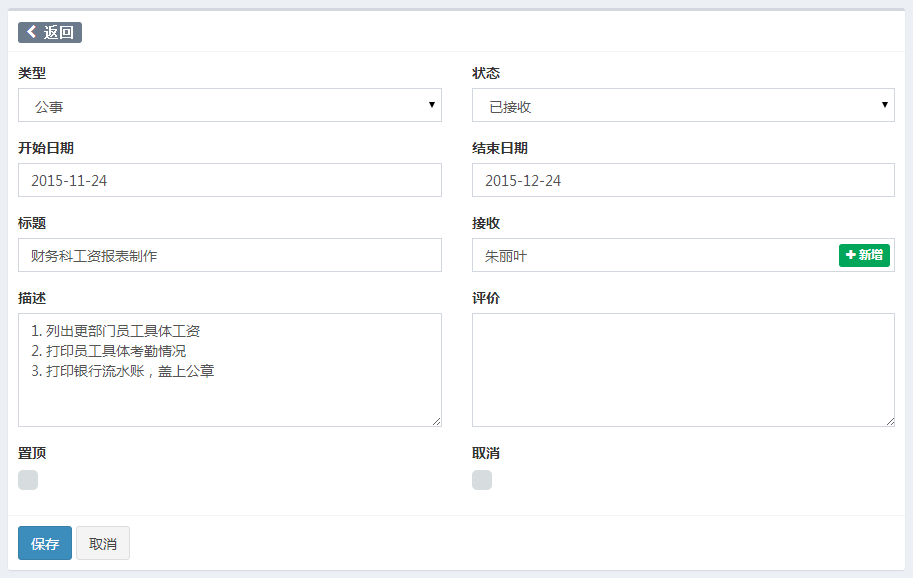 返回
类型
状态
公事
已接收
开始日期
结束日期
2015-11-24
2015-12-24
标题
接收
财务科工资报表制作
朱丽叶
新增
描述
评价
1. 列出更部门员工具体工资
2. 打印员工具体考勤情况
3. 打印银行流水账，盖上公章
置顶
取消
保存
取消